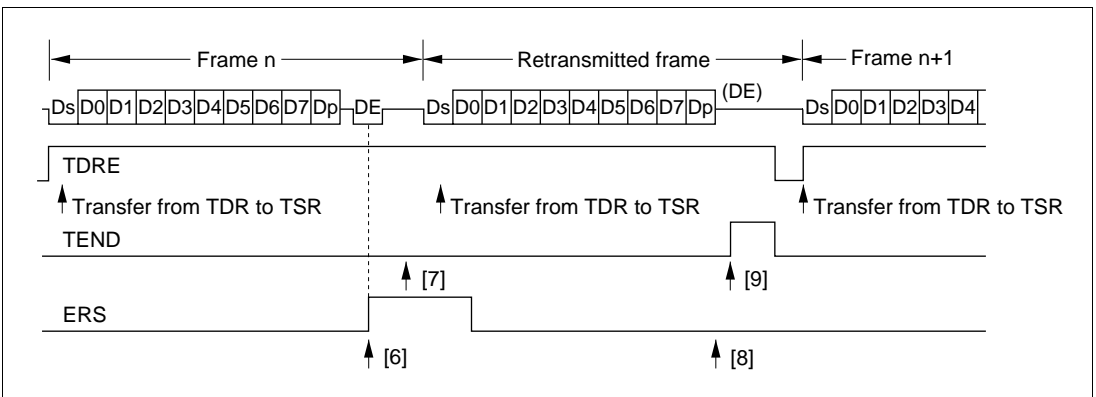 Frame n Retransmitted frame Frame n+1
Ds D0 D1 D2 D3 D4 D5 D6 D7 Dp DE Ds D0 D1 D2 D3 D4 D5 D6 D7 Dp (DE) Ds D0 D1 D2 D3 D4
TDRE
Transfer from TDR to TSR Transfer from TDR to TSR Transfer from TDR to TSR
TEND
[7] [9]
ERS
[6] [8]